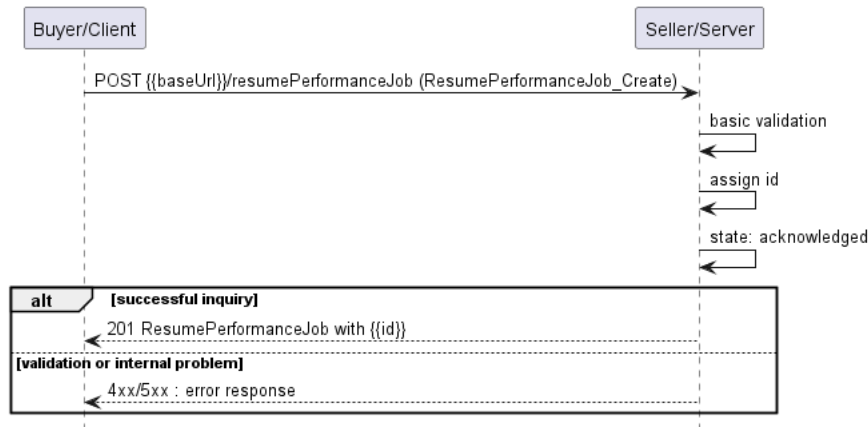 Buyer/Client
Seller/Server
POST {{baseUrl}}/resumePerformanceJob (ResumePerformanceJob_Create)
basic validation
assign id
state: acknowledged
alt
[successful inquiry]
201 ResumePerformanceJob with {{id}}
[validation or internal problem]
4xx/5xx : error response